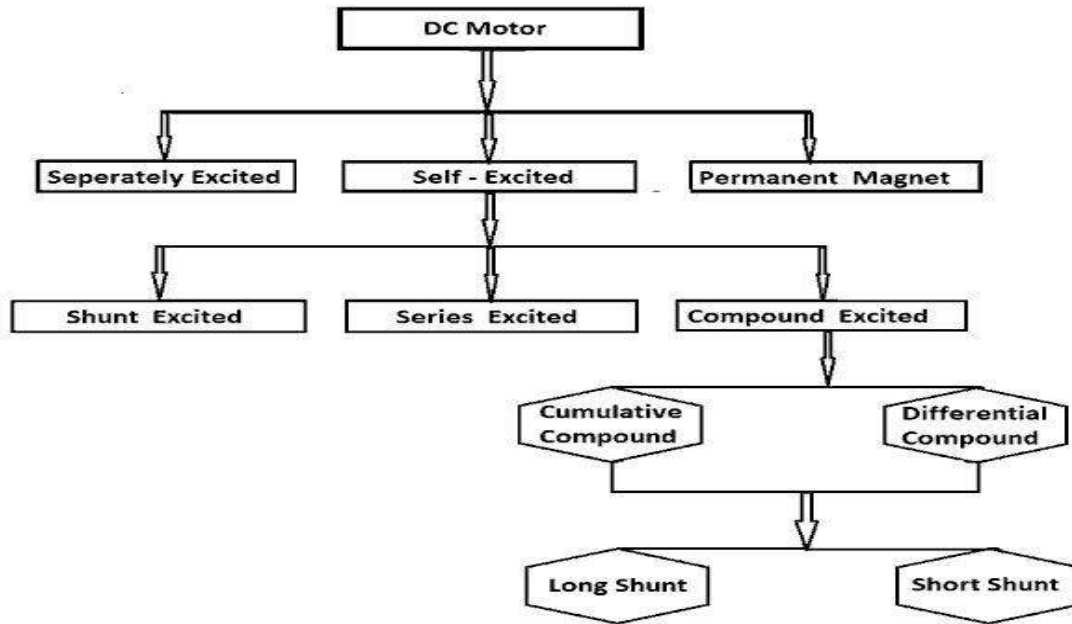 DC Motor
Seperately Excited
Self - Excited
Permanent Magnet
Shunt Excited
Series Excited
Compound Excited
Cumulative
Compound
Differential
Compound
Long Shunt
Short Shunt